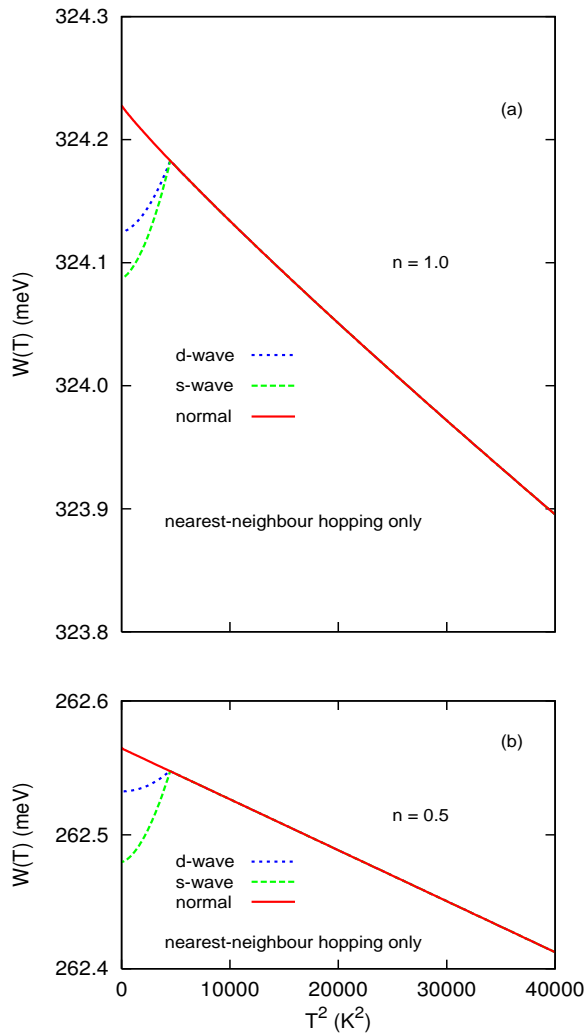 324.3
(a)
324.2
324.1
n = 1.0
W(T) (meV)
d-wave
324.0
s-wave
normal
323.9
nearest-neighbour hopping only
323.8
262.6
(b)
n = 0.5
262.5
W(T) (meV)
d-wave
s-wave
normal
nearest-neighbour hopping only
262.4
0 10000 20000 30000 40000
T² (K²)